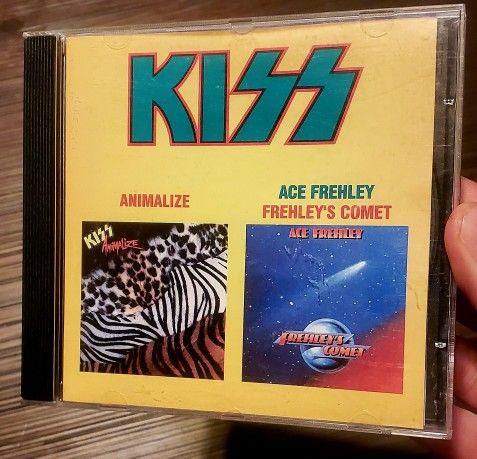 KISS
ANIMALIZE
ACE FREHLEY
FREHLEY'S COMET
KISS
ANIMALIZE
ACE FREHLEY
FREHLEY'S
COMET